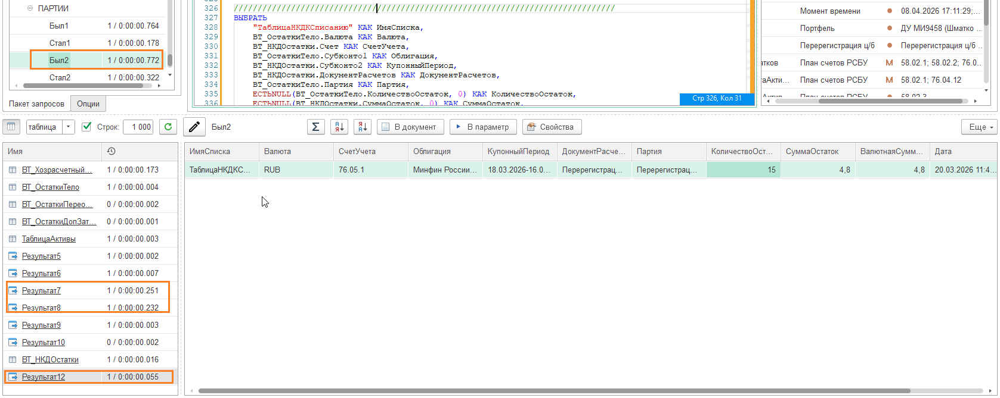 ПАРТИИ
Был1 1 / 0:00:00.764
Стал1 1 / 0:00:00.178
Был2 1 / 0:00:00.772
Стал2 1 / 0:00:00.322
Пакет запросов Опции
326 ////////////////////////////////////////////////////////////////////////////////
327 ВЫБРАТЬ
328 "ТаблицаНКДКСписанию" КАК ИмяСписка,
329 ВТ_ОстаткиТело.Валюта КАК Валюта,
330 ВТ_НКДОстатки.Счет КАК СчетУчета,
331 ВТ_ОстаткиТело.Субконто1 КАК Облигация,
332 ВТ_НКДОстатки.Субконто2 КАК КупонныйПериод,
333 ВТ_НКДОстатки.ДокументРасчетов КАК ДокументРасчетов,
334 ВТ_ОстаткиТело.Партия КАК Партия,
335 ЕСТЬNULL(ВТ_ОстаткиТело.КоличествоОстаток, 0) КАК КоличествоОстаток,
336 ЕСТЬNULL(ВТ_НКДОстатки.СуммаОстаток, 0) КАК СуммаОстаток,
Стр 326, Кол 31
Момент времени 08.04.2026 17:11:29;...
Портфель ДУ МИ9458 (Шматко ...
Перерегистрация ц/б Перерегистрация ц/б ...
тков План счетов РСБУ М 58.02.1; 58.02.2; 76.0...
таАкти... План счетов РСБУ М 58.02.1; 76.04.12
План счетов РСБУ 58.02.3
таблица Строк: 1 000 Был2 Σ В документ В параметр Свойства Еще
Имя
ВТ_Хозрасчетный... 1 / 0:00:00.173
ВТ_ОстаткиТело 1 / 0:00:00.004
ВТ_ОстаткиПерео... 0 / 0:00:00.002
ВТ_ОстаткиДопЗат... 0 / 0:00:00.001
ТаблицаАктивы 1 / 0:00:00.003
Результат5 1 / 0:00:00.002
Результат6 1 / 0:00:00.007
Результат7 1 / 0:00:00.251
Результат8 1 / 0:00:00.232
Результат9 1 / 0:00:00.003
Результат10 0 / 0:00:00.002
ВТ_НКДОстатки 1 / 0:00:00.016
Результат12 1 / 0:00:00.055
ИмяСписка Валюта СчетУчета Облигация КупонныйПериод ДокументРасче... Партия КоличествоОст... СуммаОстаток ВалютнаяСумм... Дата
ТаблицаНКДКС... RUB 76.05.1 Минфин России... 18.03.2026-16.0... Перерегистрац... Перерегистрац... 15 4,8 4,8 20.03.2026 11:4...